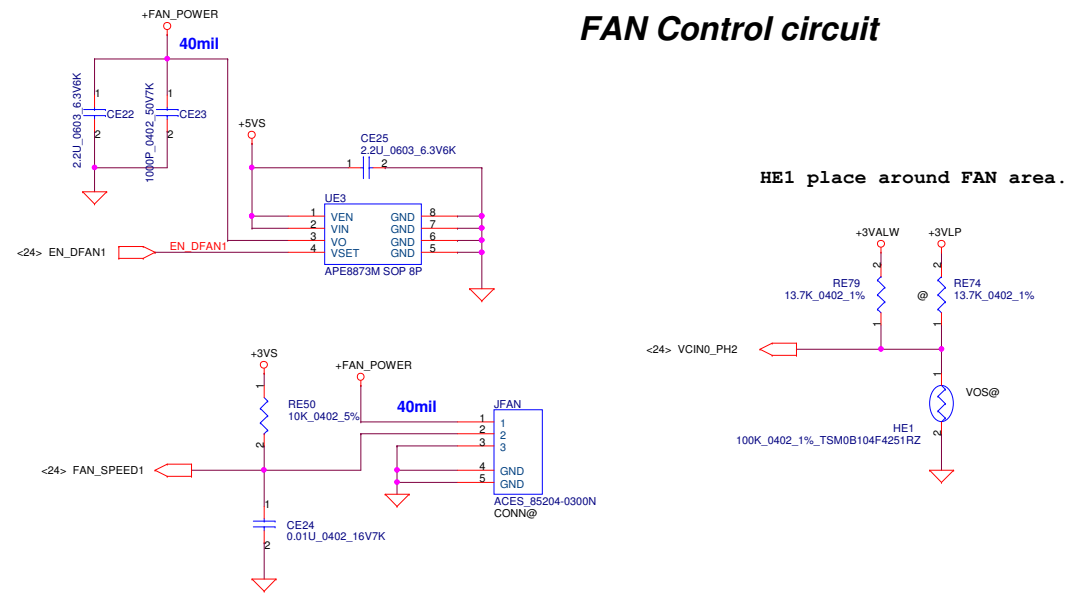 FAN Control circuit
+FAN_POWER
40mil
2.2U_0603_6.3V6K
1
CE22
2
1000P_0402_50V7K
1
CE23
2
+5VS
CE25
2.2U_0603_6.3V6K
1 2
UE3
1 VEN GND 8
2 VIN GND 7
3 VO GND 6
4 VSET GND 5
APE8873M SOP 8P
<24> EN_DFAN1
EN_DFAN1
HE1 place around FAN area.
+3VALW
+3VLP
2
2
RE79
13.7K_0402_1%
@
RE74
13.7K_0402_1%
1
1
<24> VCIN0_PH2
1
VOS@
HE1
100K_0402_1%_TSM0B104F4251RZ
2
+3VS
+FAN_POWER
1
RE50
10K_0402_5%
2
40mil
JFAN
1 1
2 2
3 3
4 GND
5 GND
ACES_85204-0300N
CONN@
<24> FAN_SPEED1
1
CE24
0.01U_0402_16V7K
2